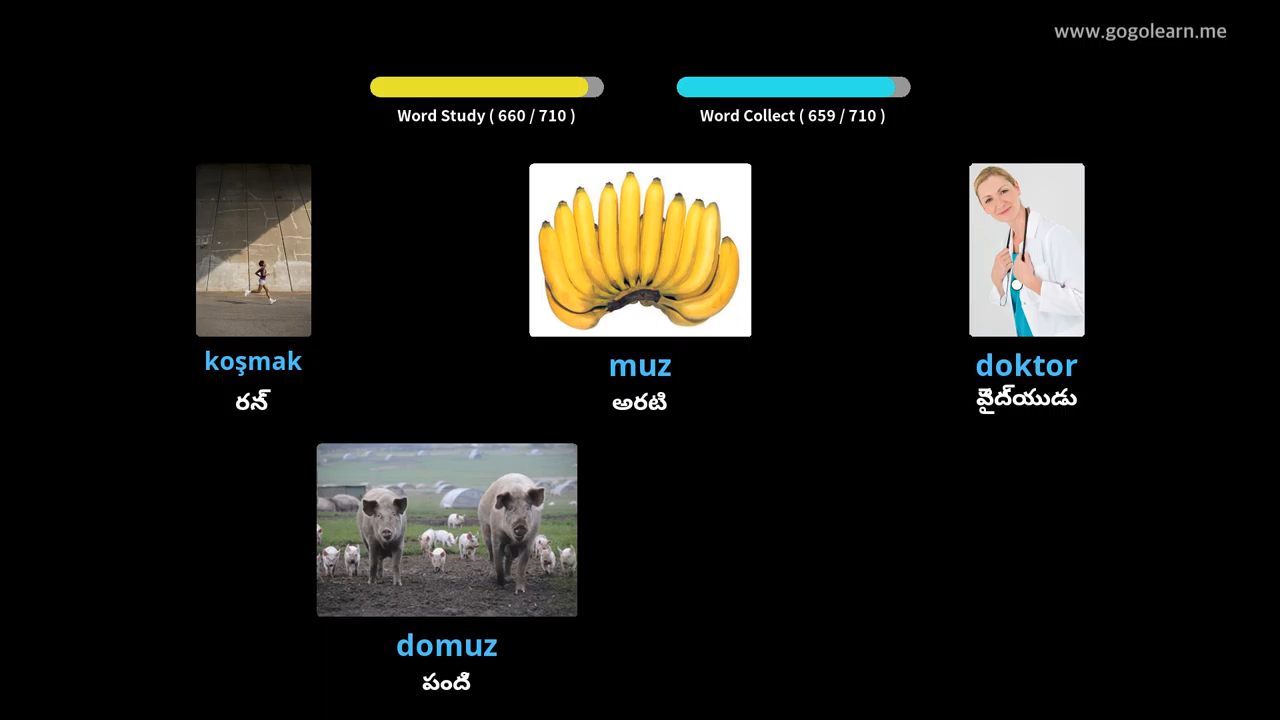 www.gogolearn.me
Word Study ( 660 / 710 )
Word Collect ( 659 / 710 )
koşmak
రన్
muz
అరటి
doktor
వైద్యుడు
domuz
పంది